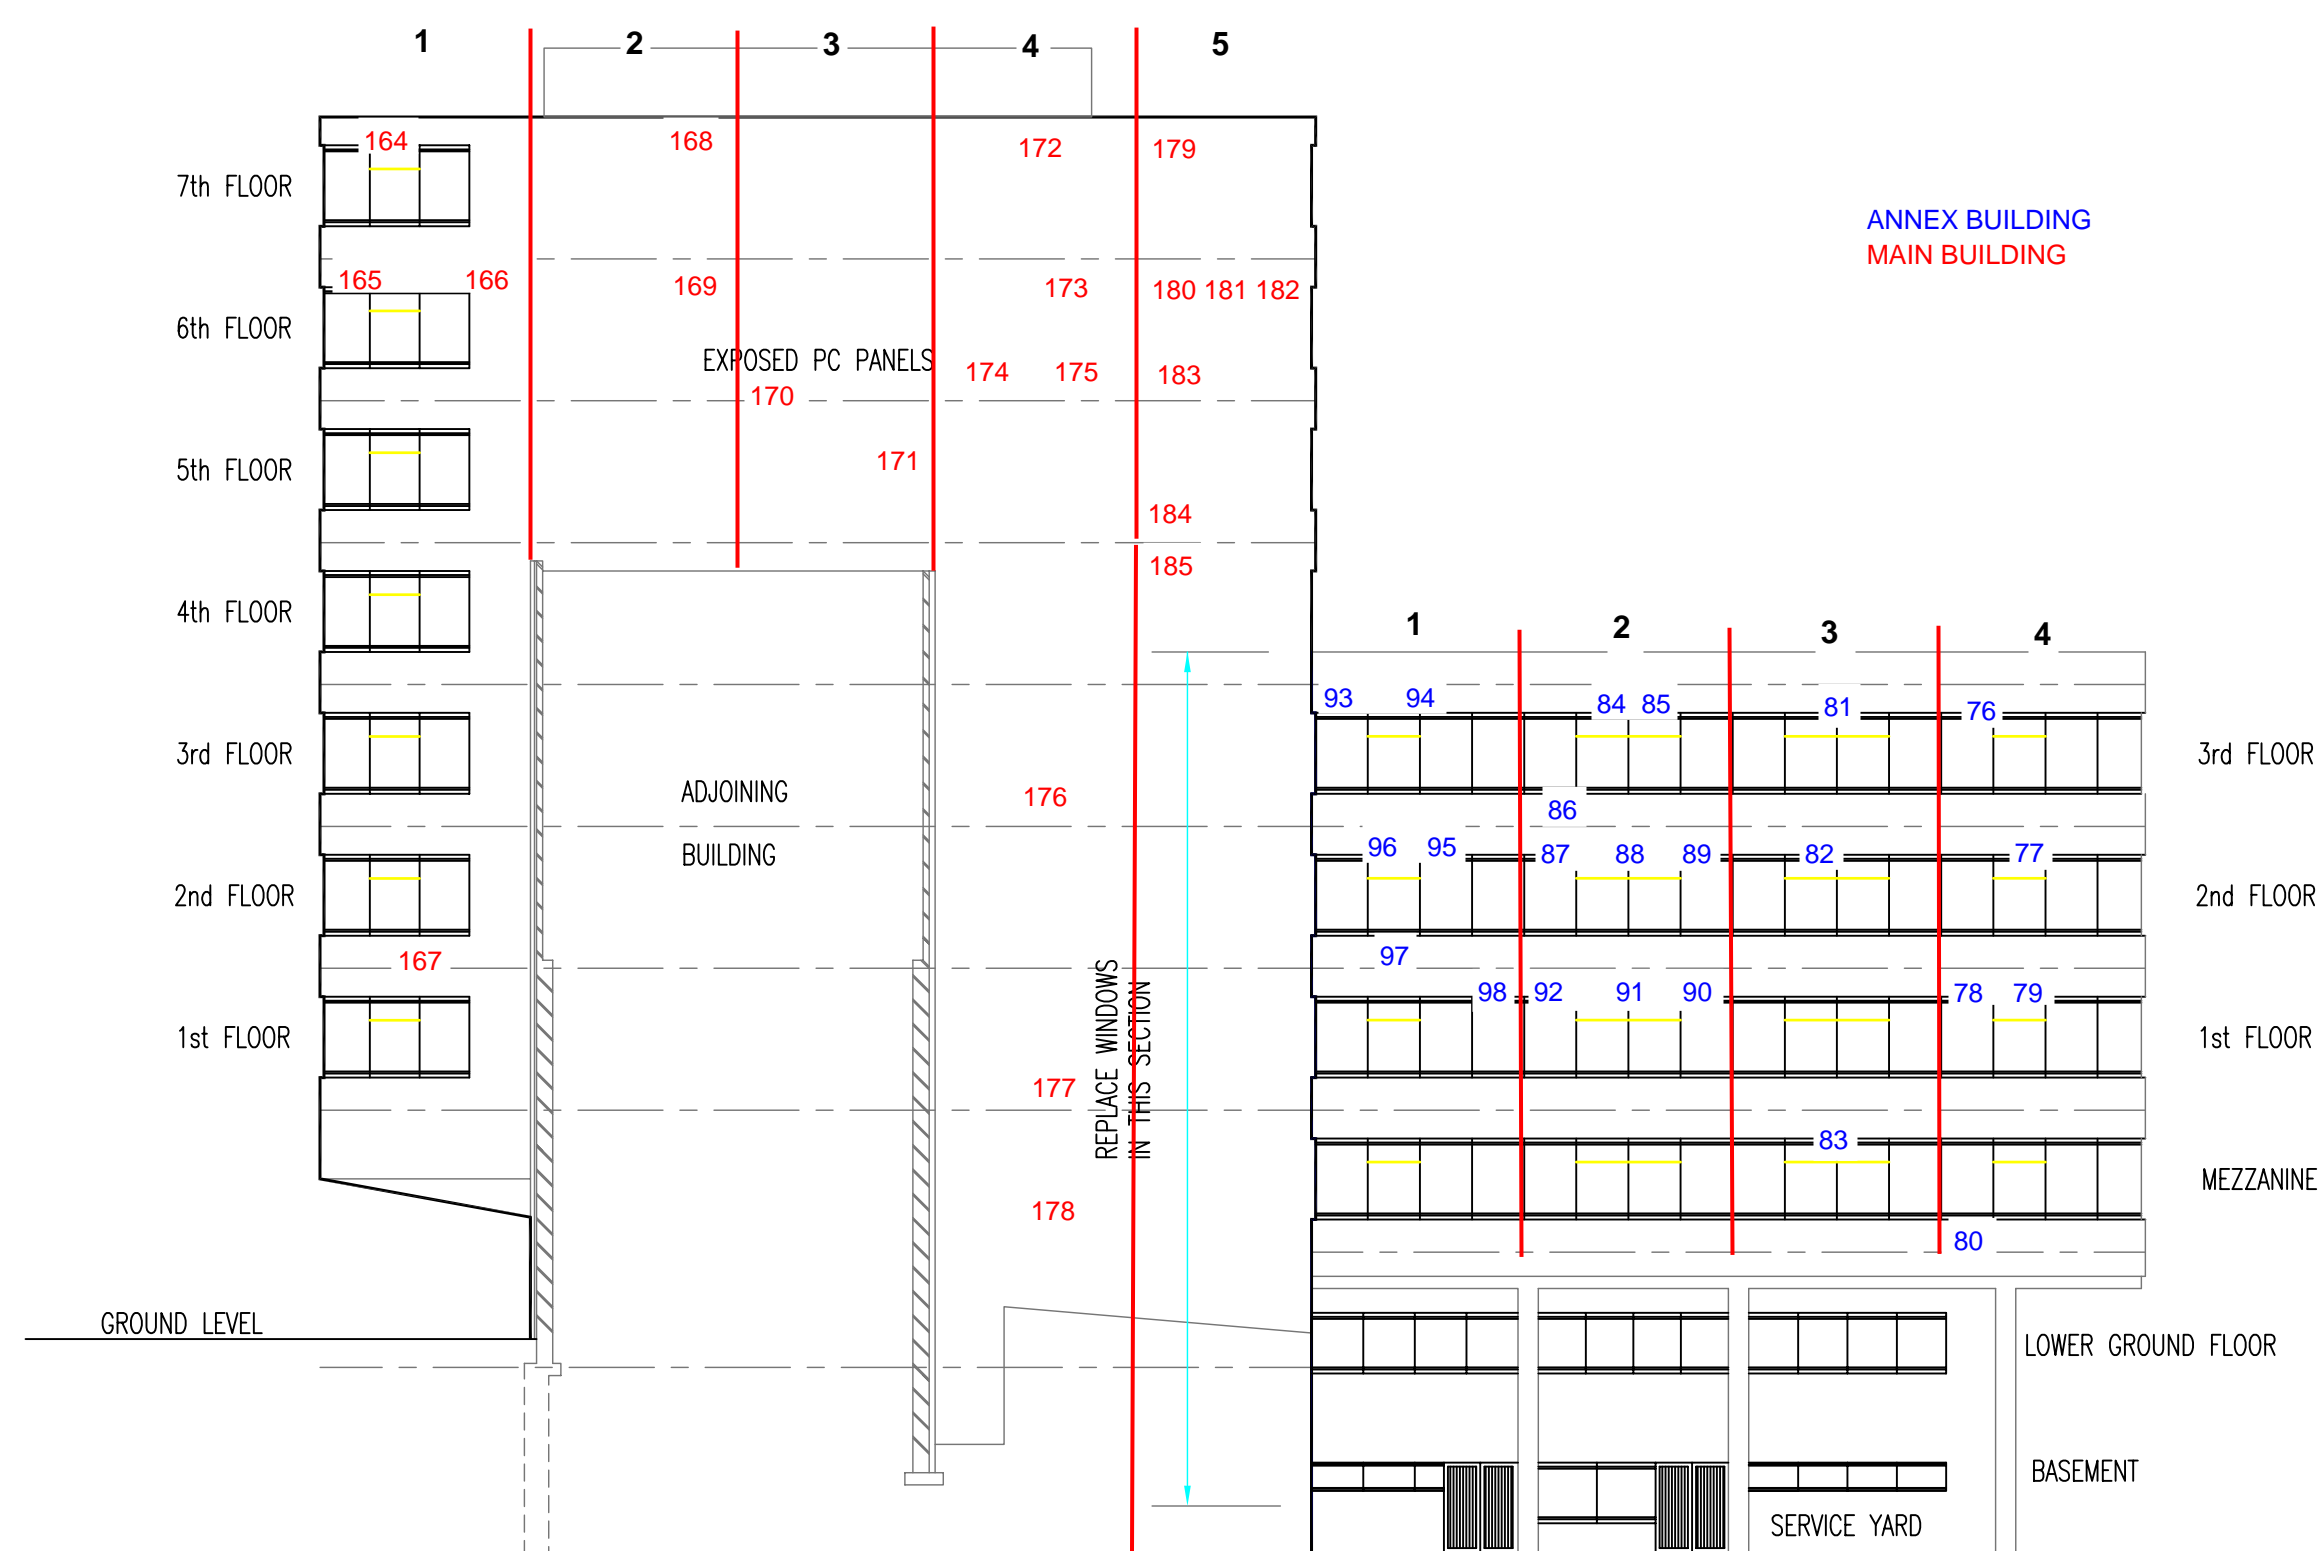 1 2 3 4 5
164 168 172 179
7th FLOOR
ANNEX BUILDING
MAIN BUILDING
165 166 169 173 180 181 182
6th FLOOR
EXPOSED PC PANELS
174 175 183
170
5th FLOOR
171
184
185
4th FLOOR
1 2 3 4
93 94 84 85 81 76
3rd FLOOR
3rd FLOOR
ADJOINING
BUILDING
176
86
96 95 87 88 89 82 77
2nd FLOOR
2nd FLOOR
167
97
98 92 91 90 78 79
1st FLOOR
1st FLOOR
REPLACE WINDOWS
IN THIS SECTION
177
83
MEZZANINE
178
80
GROUND LEVEL
LOWER GROUND FLOOR
BASEMENT
SERVICE YARD